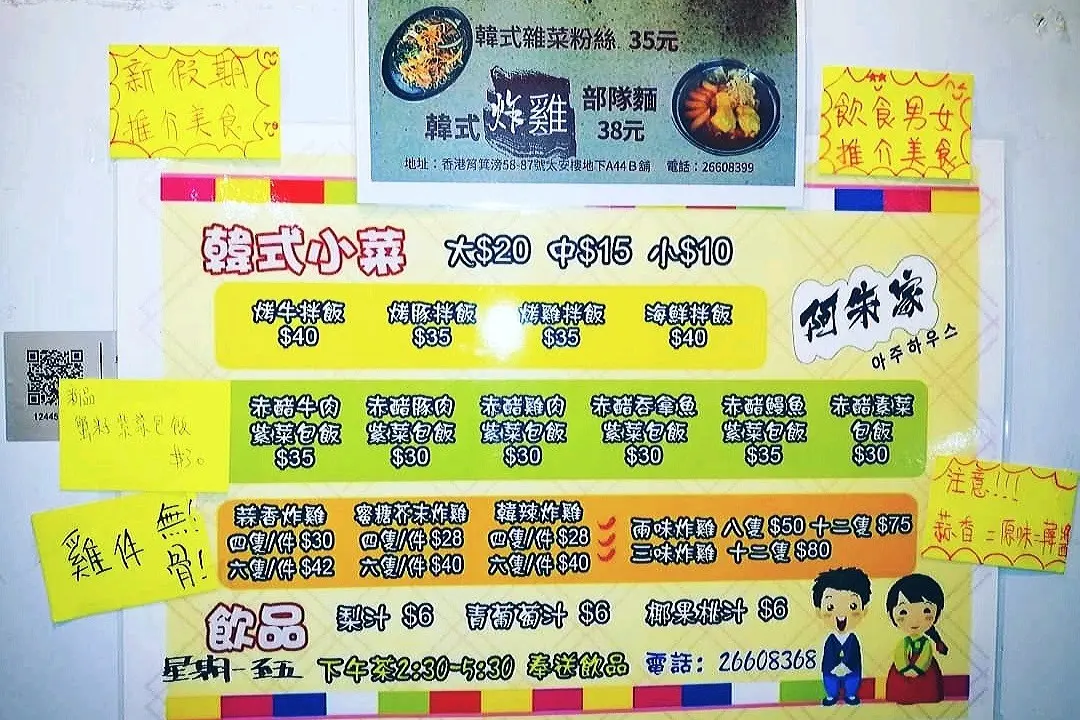 韓式雜菜粉絲 35元
韓式炸雞 部隊麵
38元
地址：香港筲箕滂58-87號太安樓地下A44B舖 電話：26608399
新假期
推介美食
飲食男女
推介美食
韓式小菜 大$20 中$15 小$10
烤牛拌飯 烤豚拌飯 烤雞拌飯 海鮮拌飯
$40 $35 $35 $40
阿朱家
아주하우스
新品
蟹籽紫菜包飯
$30
赤醋牛肉 赤醋豚肉 赤醋雞肉 赤醋吞拿魚 赤醋鰻魚 赤醋素菜
紫菜包飯 紫菜包飯 紫菜包飯 紫菜包飯 紫菜包飯 包飯
$35 $30 $30 $30 $35 $30
雞件 無!
骨!
蒜香炸雞 蜜糖芥末炸雞 韓辣炸雞
四隻/件$30 四隻/件$28 四隻/件$28
六隻/件$42 六隻/件$40 六隻/件$40
兩味炸雞 八隻 $50 十二隻 $75
三味炸雞 十二隻 $80
注意!!!
蒜香=原味=韓醬
飲品 梨汁 $6 青葡萄汁 $6 椰果桃汁 $6
星期一至五 下午茶2:30-5:30 奉送飲品 電話：26608368